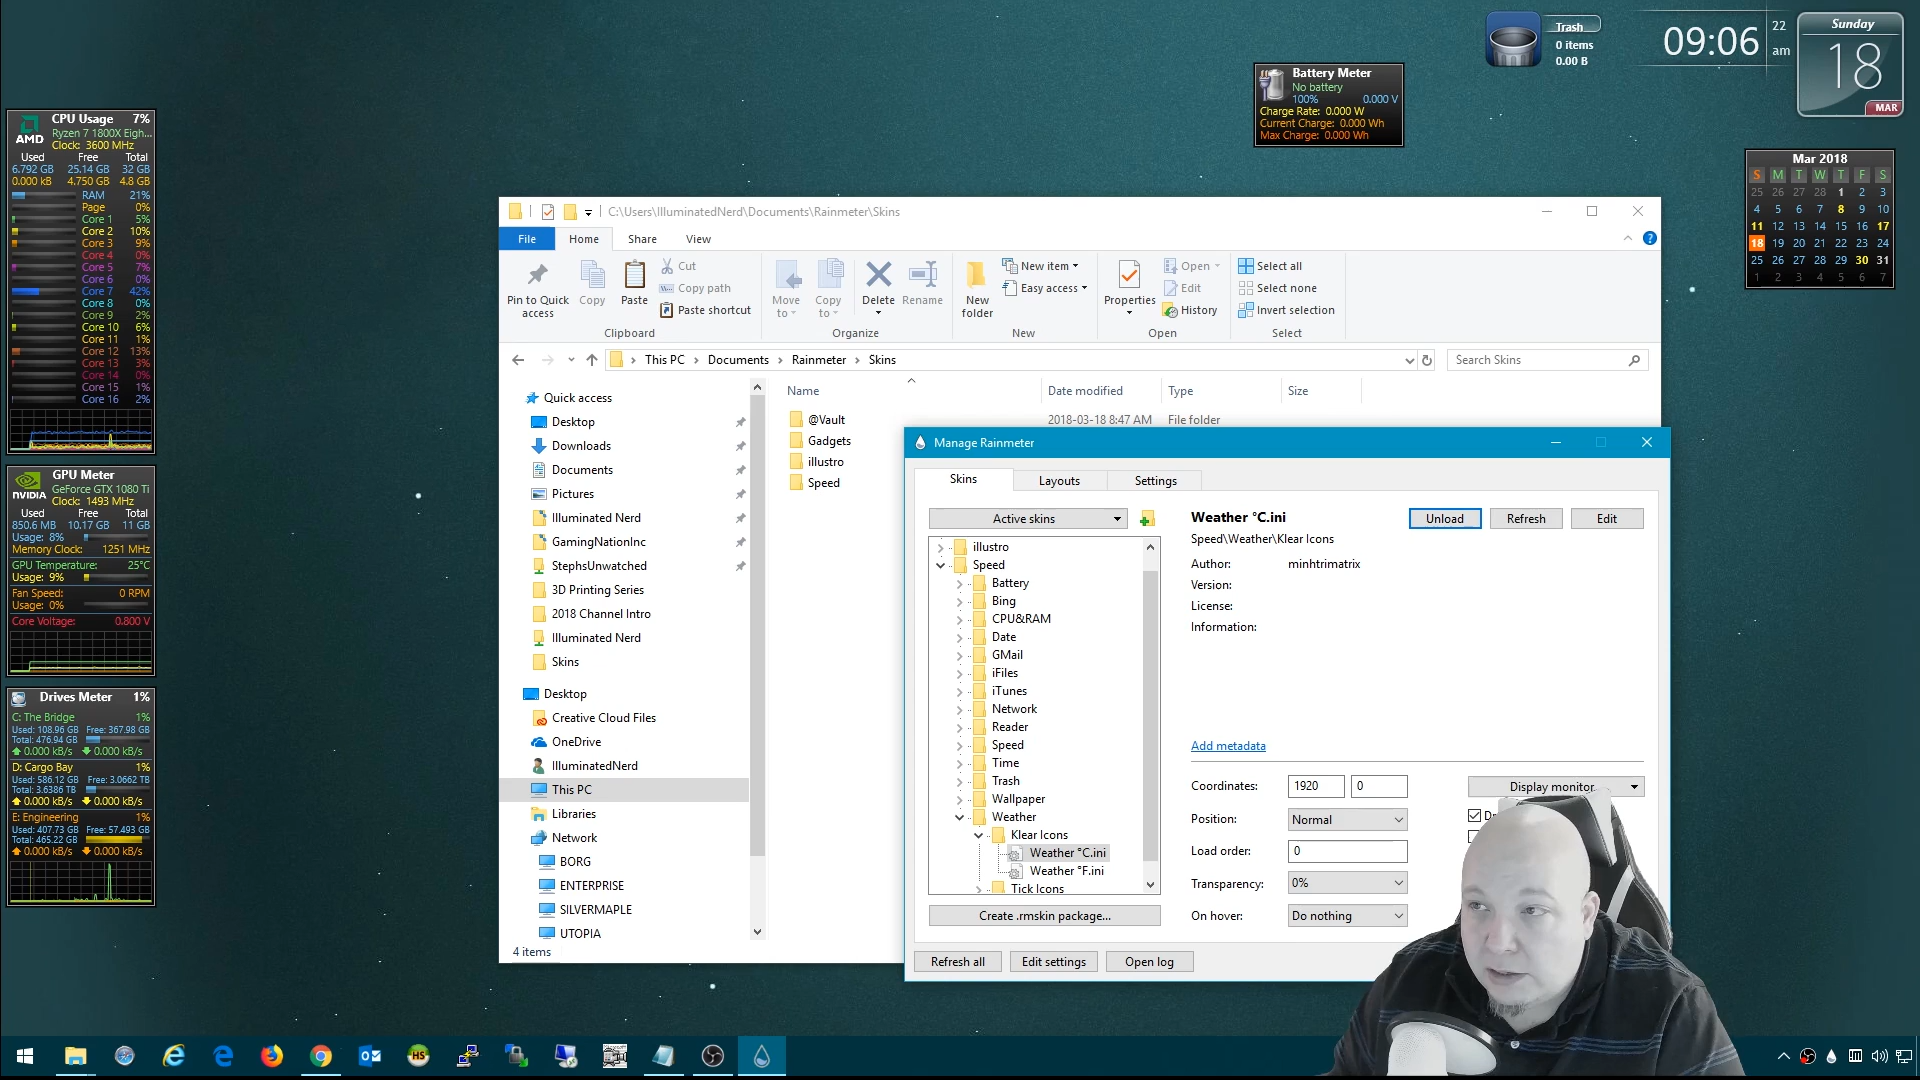 Trash
0 items
0.00 B
09:06
22
am
Sunday
18
MAR
Battery Meter
No battery
100% 0.000 V
Charge Rate: 0.000 W
Current Charge: 0.000 Wh
Max Charge: 0.000 Wh
AMD
CPU Usage 7%
Ryzen 7 1800X Eigh...
Clock: 3600 MHz
Used Free Total
6.792 GB 25.14 GB 32 GB
0.000 kB 4.750 GB 4.8 GB
RAM 21%
Page 0%
Core 1 5%
Core 2 10%
Core 3 9%
Core 4 0%
Core 5 7%
Core 6 0%
Core 7 42%
Core 8 0%
Core 9 2%
Core 10 6%
Core 11 1%
Core 12 13%
Core 13 3%
Core 14 0%
Core 15 1%
Core 16 2%
NVIDIA
GPU Meter
GeForce GTX 1080 Ti
Clock: 1493 MHz
Used Free Total
850.6 MB 10.17 GB 11 GB
Usage: 8%
Memory Clock: 1251 MHz
GPU Temperature: 25°C
Usage: 9%
Fan Speed: 0 RPM
Usage: 0%
Core Voltage: 0.800 V
Drives Meter 1%
C: The Bridge 1%
Used: 108.96 GB Free: 367.98 GB
Total: 476.94 GB
0.000 kB/s 0.000 kB/s
D: Cargo Bay 1%
Used: 586.12 GB Free: 3.0662 TB
Total: 3.6386 TB
0.000 kB/s 0.000 kB/s
E: Engineering 1%
Used: 407.73 GB Free: 57.493 GB
Total: 465.22 GB
0.000 kB/s 0.000 kB/s
Mar 2018
S M T W T F S
25 26 27 28 1 2 3
4 5 6 7 8 9 10
11 12 13 14 15 16 17
18 19 20 21 22 23 24
25 26 27 28 29 30 31
1 2 3 4 5 6 7
C:\Users\IlluminatedNerd\Documents\Rainmeter\Skins
File Home Share View
Pin to Quick access
Copy
Paste
Cut
Copy path
Paste shortcut
Clipboard
Move to
Copy to
Delete
Rename
Organize
New folder
New item
Easy access
New
Properties
Open
Edit
History
Open
Select all
Select none
Invert selection
Select
This PC > Documents > Rainmeter > Skins
Search Skins
Quick access
Desktop
Downloads
Documents
Pictures
Illuminated Nerd
GamingNationInc
StephsUnwatched
3D Printing Series
2018 Channel Intro
Illuminated Nerd
Skins
Desktop
Creative Cloud Files
OneDrive
IlluminatedNerd
This PC
Libraries
Network
BORG
ENTERPRISE
SILVERMAPLE
UTOPIA
4 items
Name Date modified Type Size
@Vault 2018-03-18 8:47 AM File folder
Gadgets
illustro
Speed
Manage Rainmeter
Skins Layouts Settings
Active skins
illustro
Speed
Battery
Bing
CPU&RAM
Date
GMail
iFiles
iTunes
Network
Reader
Speed
Time
Trash
Wallpaper
Weather
Klear Icons
Weather °C.ini
Weather °F.ini
Tick Icons
Create .rmskin package...
Weather °C.ini
Unload Refresh Edit
Speed\Weather\Klear Icons
Author: minhtrimatrix
Version:
License:
Information:
Add metadata
Coordinates: 1920 0
Display monitor
Position: Normal
Load order: 0
Transparency: 0%
On hover: Do nothing
Refresh all Edit settings Open log
HS